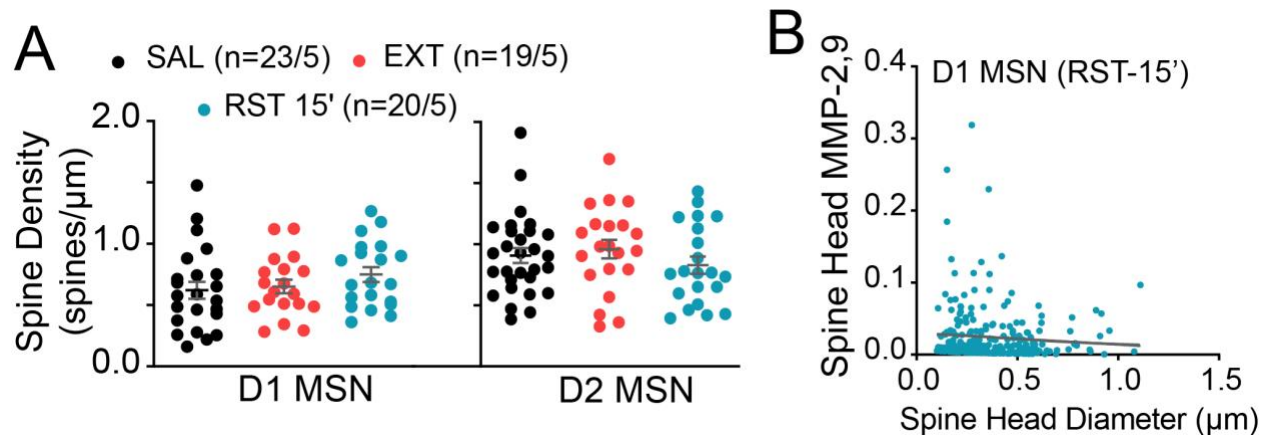 A
SAL (n=23/5)
EXT (n=19/5)
RST 15' (n=20/5)
Spine Density
(spines/μm)
2.0
1.0
0.0
D1 MSN
D2 MSN
B
Spine Head MMP-2,9
0.4
0.3
0.2
0.1
0.0
D1 MSN (RST-15’)
0.0
0.5
1.0
1.5
Spine Head Diameter (μm)